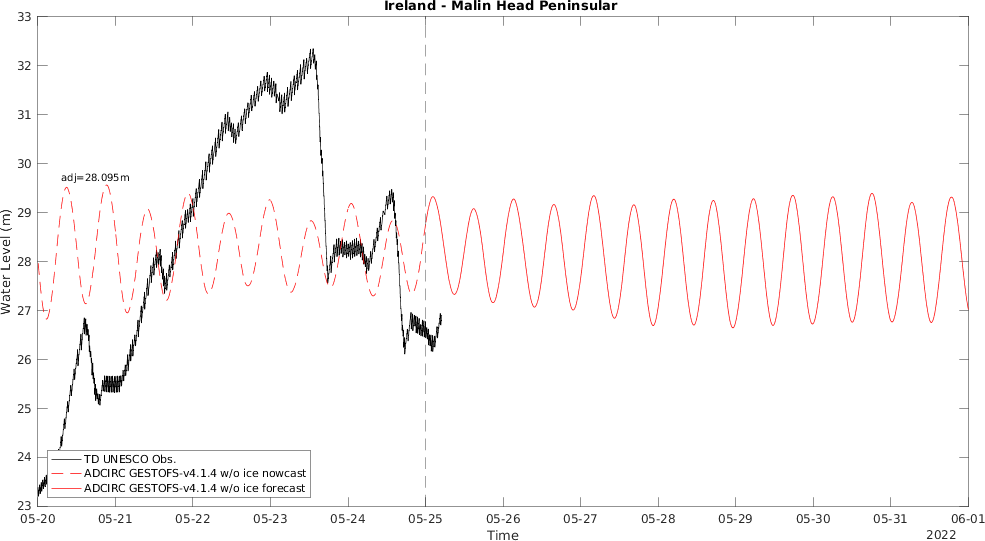 Ireland - Malin Head Peninsular
33
32
31
30
29
28
27
26
25
24
23
Water Level (m)
adj=28.095m
TD UNESCO Obs.
ADCIRC GESTOFS-v4.1.4 w/o ice nowcast
ADCIRC GESTOFS-v4.1.4 w/o ice forecast
05-20 05-21 05-22 05-23 05-24 05-25 05-26 05-27 05-28 05-29 05-30 05-31 06-01
Time
2022